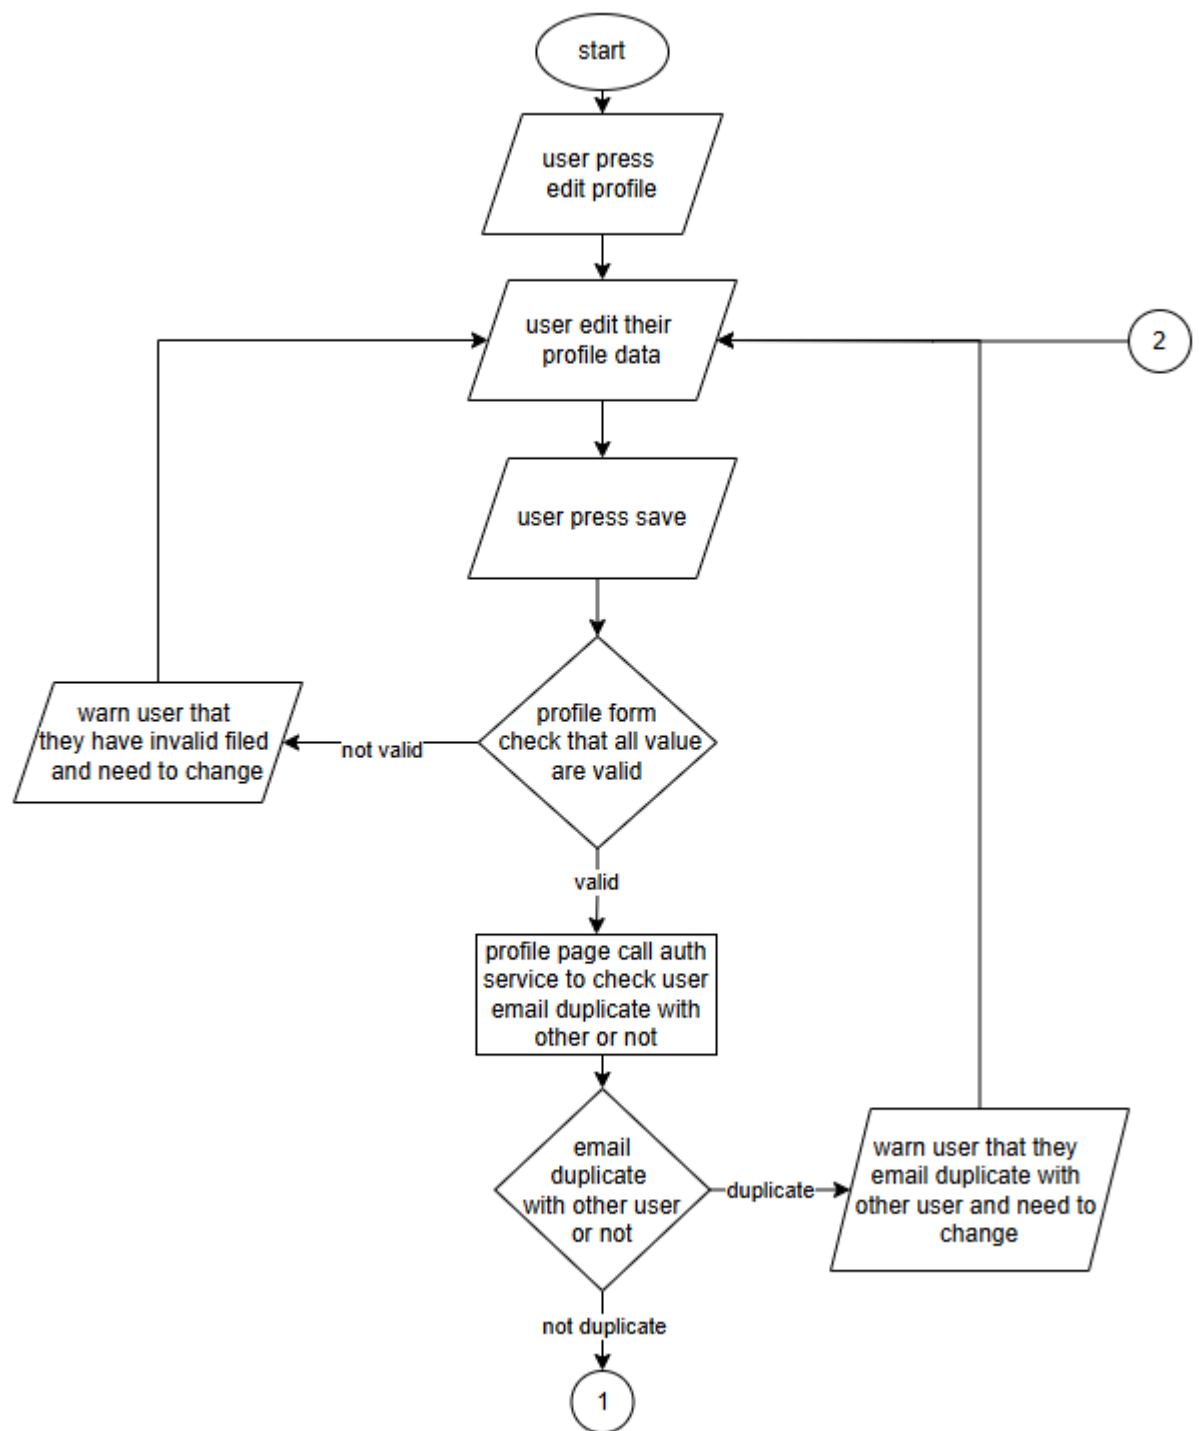 start
user press
edit profile
user edit their
profile data
2
user press save
profile form
check that all value
are valid
not valid
warn user that
they have invalid filed
and need to change
valid
profile page call auth
service to check user
email duplicate with
other or not
email
duplicate
with other user
or not
duplicate
warn user that they
email duplicate with
other user and need to
change
not duplicate
1